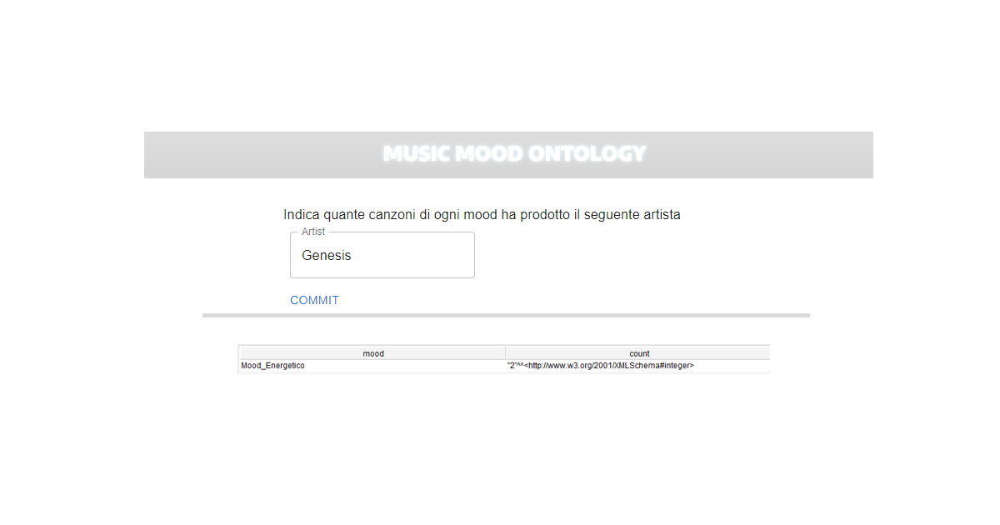 MUSIC MOOD ONTOLOGY
Indica quante canzoni di ogni mood ha prodotto il seguente artista
Artist
Genesis
COMMIT
mood count
Mood_Energetico "2"^^<http://www.w3.org/2001/XMLSchema#integer>